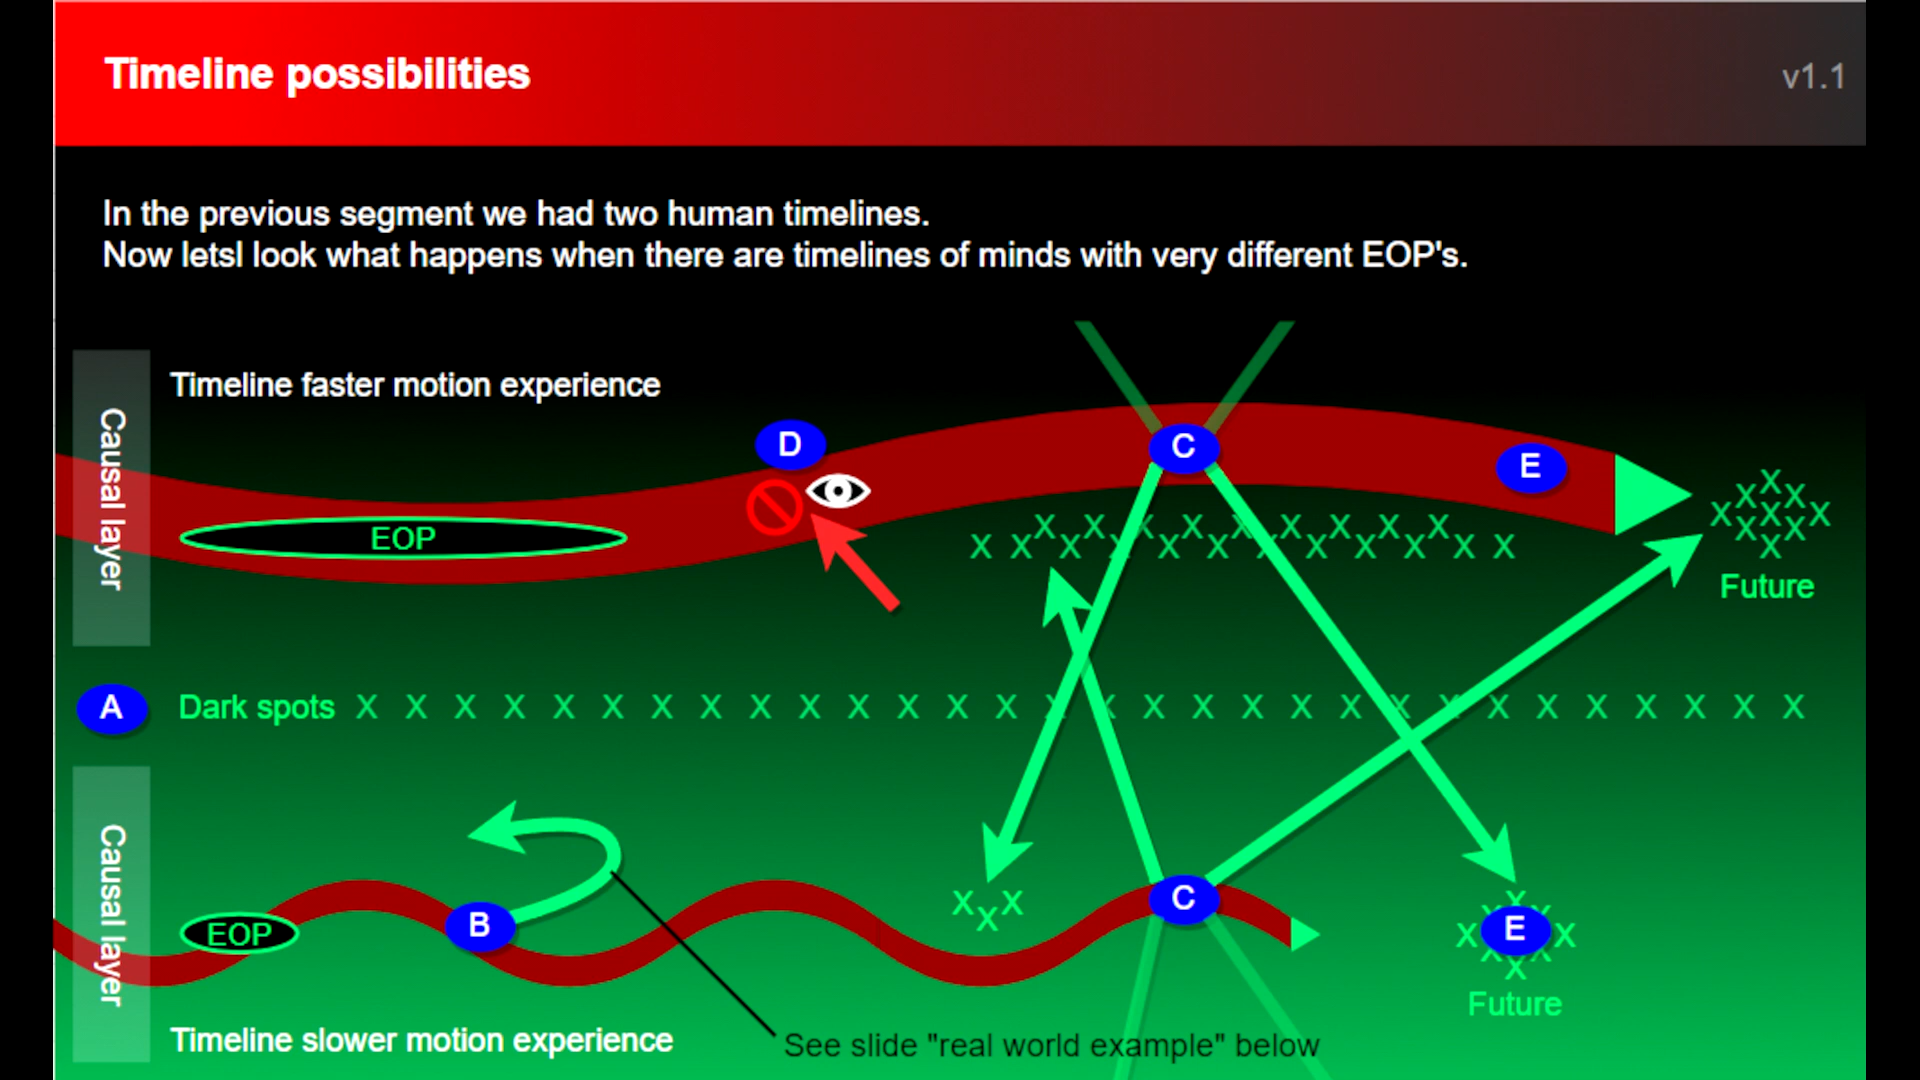 Timeline possibilities
v1.1
In the previous segment we had two human timelines.
Now letsl look what happens when there are timelines of minds with very different EOP's.
Causal layer
Timeline faster motion experience
D
C
E
EOP
x x x x x x x x x x x x x x x x x x x x x x
x x x x x x x x x
Future
A
Dark spots x x x x x x x x x x x x x x x x x x x x x x x x x x x x x x
Causal layer
EOP
B
C
x x x
E
x x x x x x x
Future
Timeline slower motion experience
See slide "real world example" below